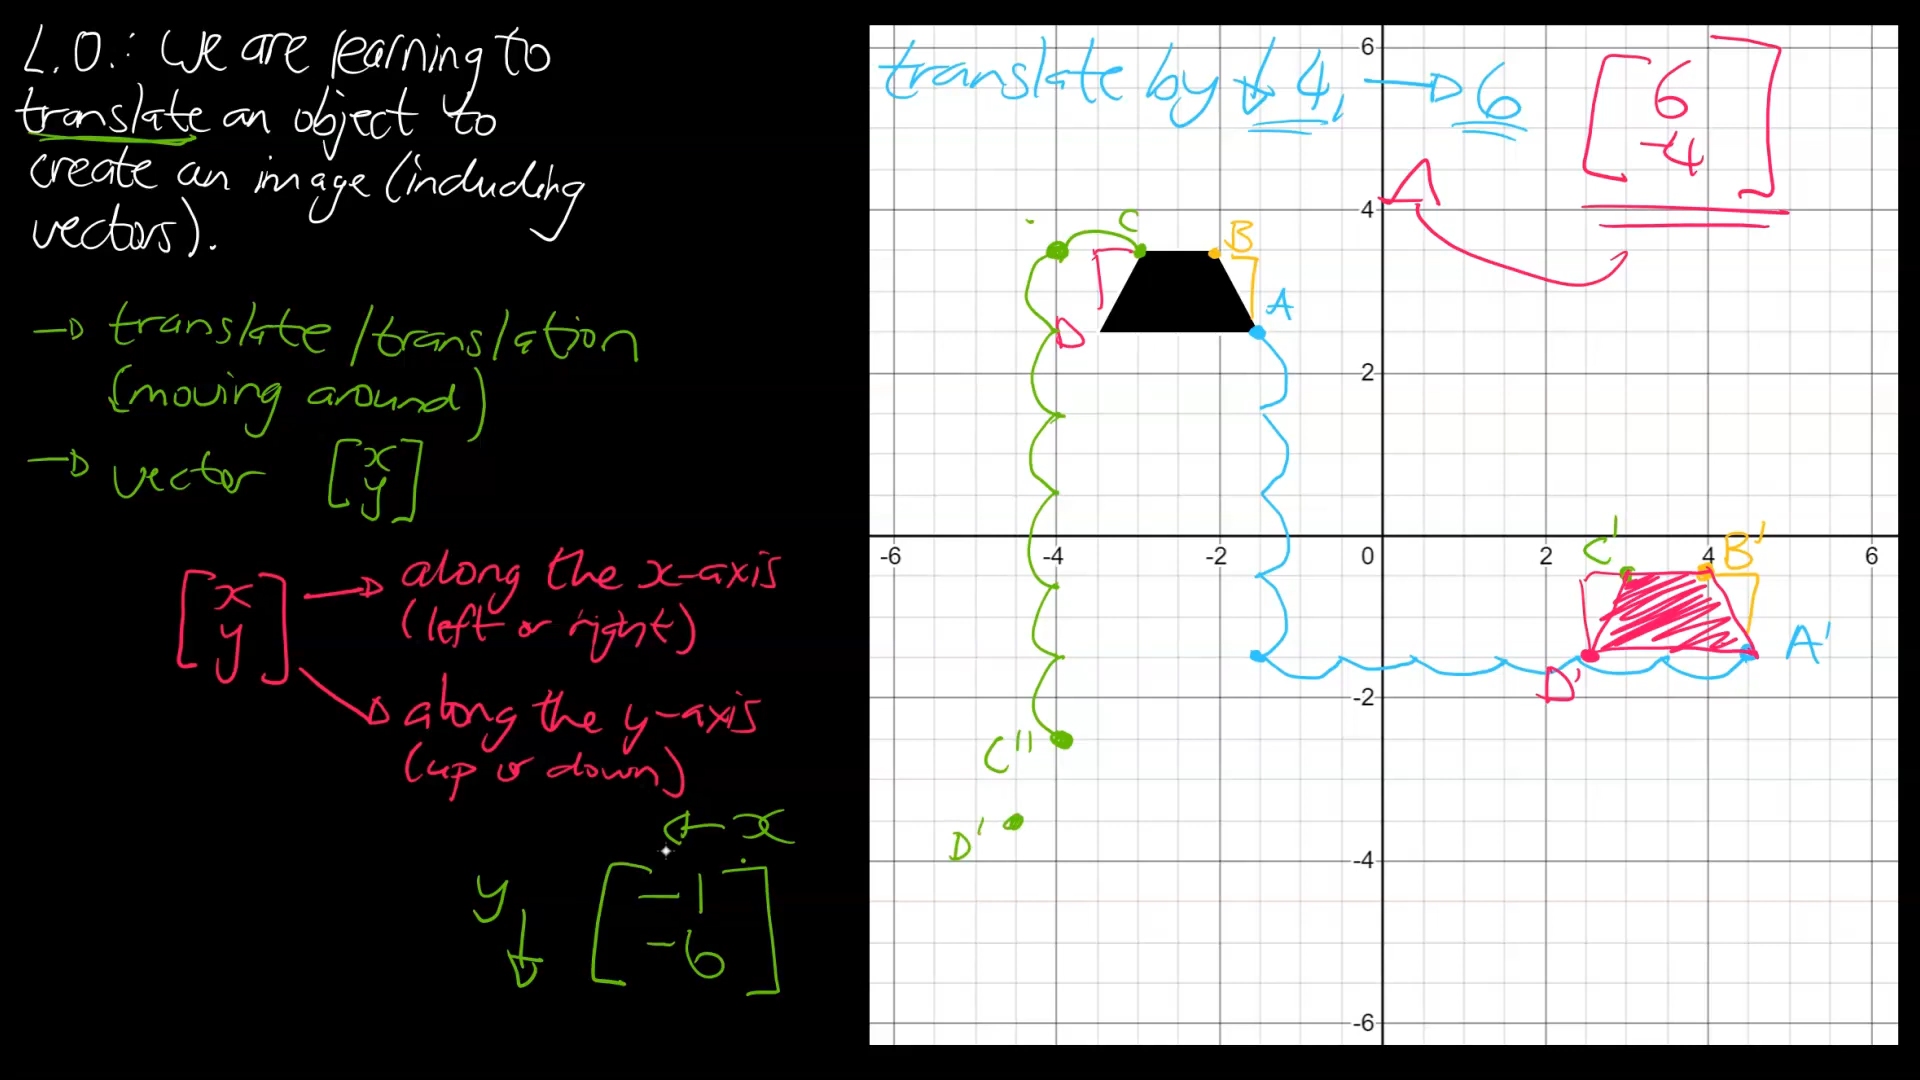 L.O.: We are learning to
translate an object to
create an image (including
vectors).
→ translate/translation
(moving around)
→ vector [x
y]
[x
y]
→ along the x-axis
(left or right)
→ along the y-axis
(up or down)
← x
y ↓
[-1
-6]
translate by ↓ 4, → 6
[6
-4]
6
4
2
-6 -4 -2 0 2 4 6
-2
-4
-6
C
B
A
D
C'
B'
A'
D'
C''
D'